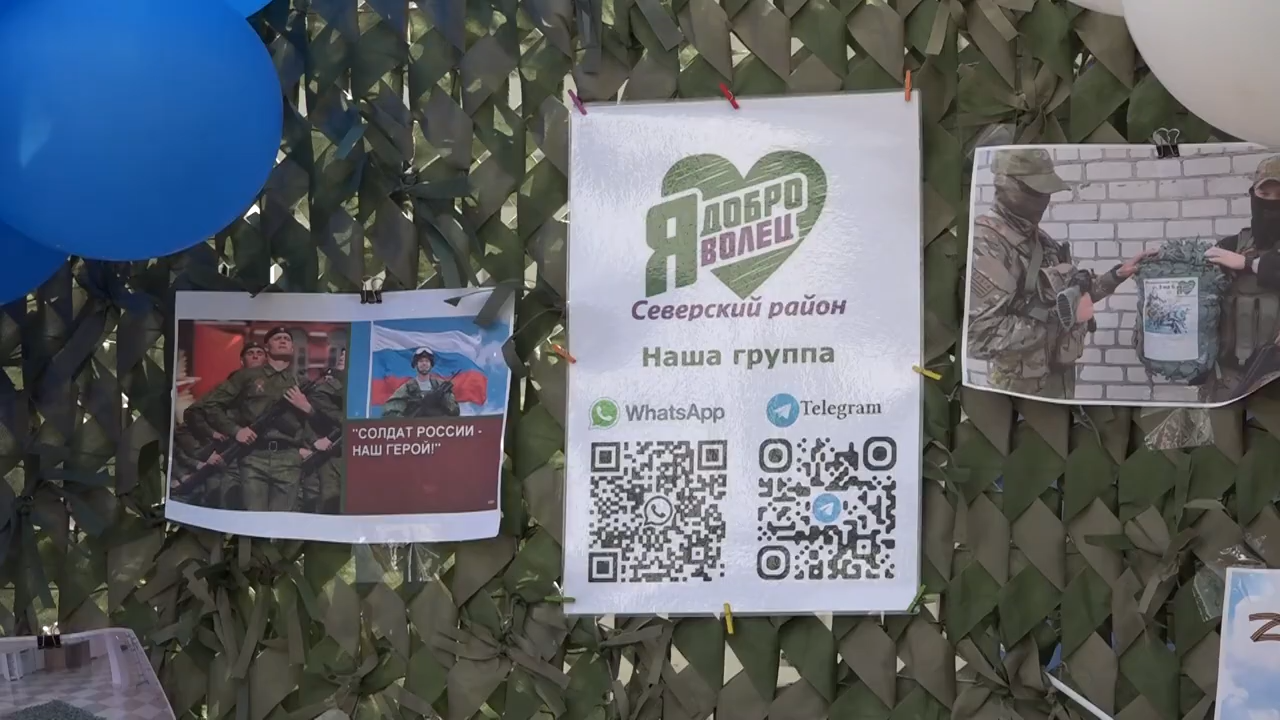 "СОЛДАТ РОССИИ -
НАШ ГЕРОЙ!"
Я ДОБРО
ВОЛЕЦ
Северский район
Наша группа
WhatsApp
Telegram